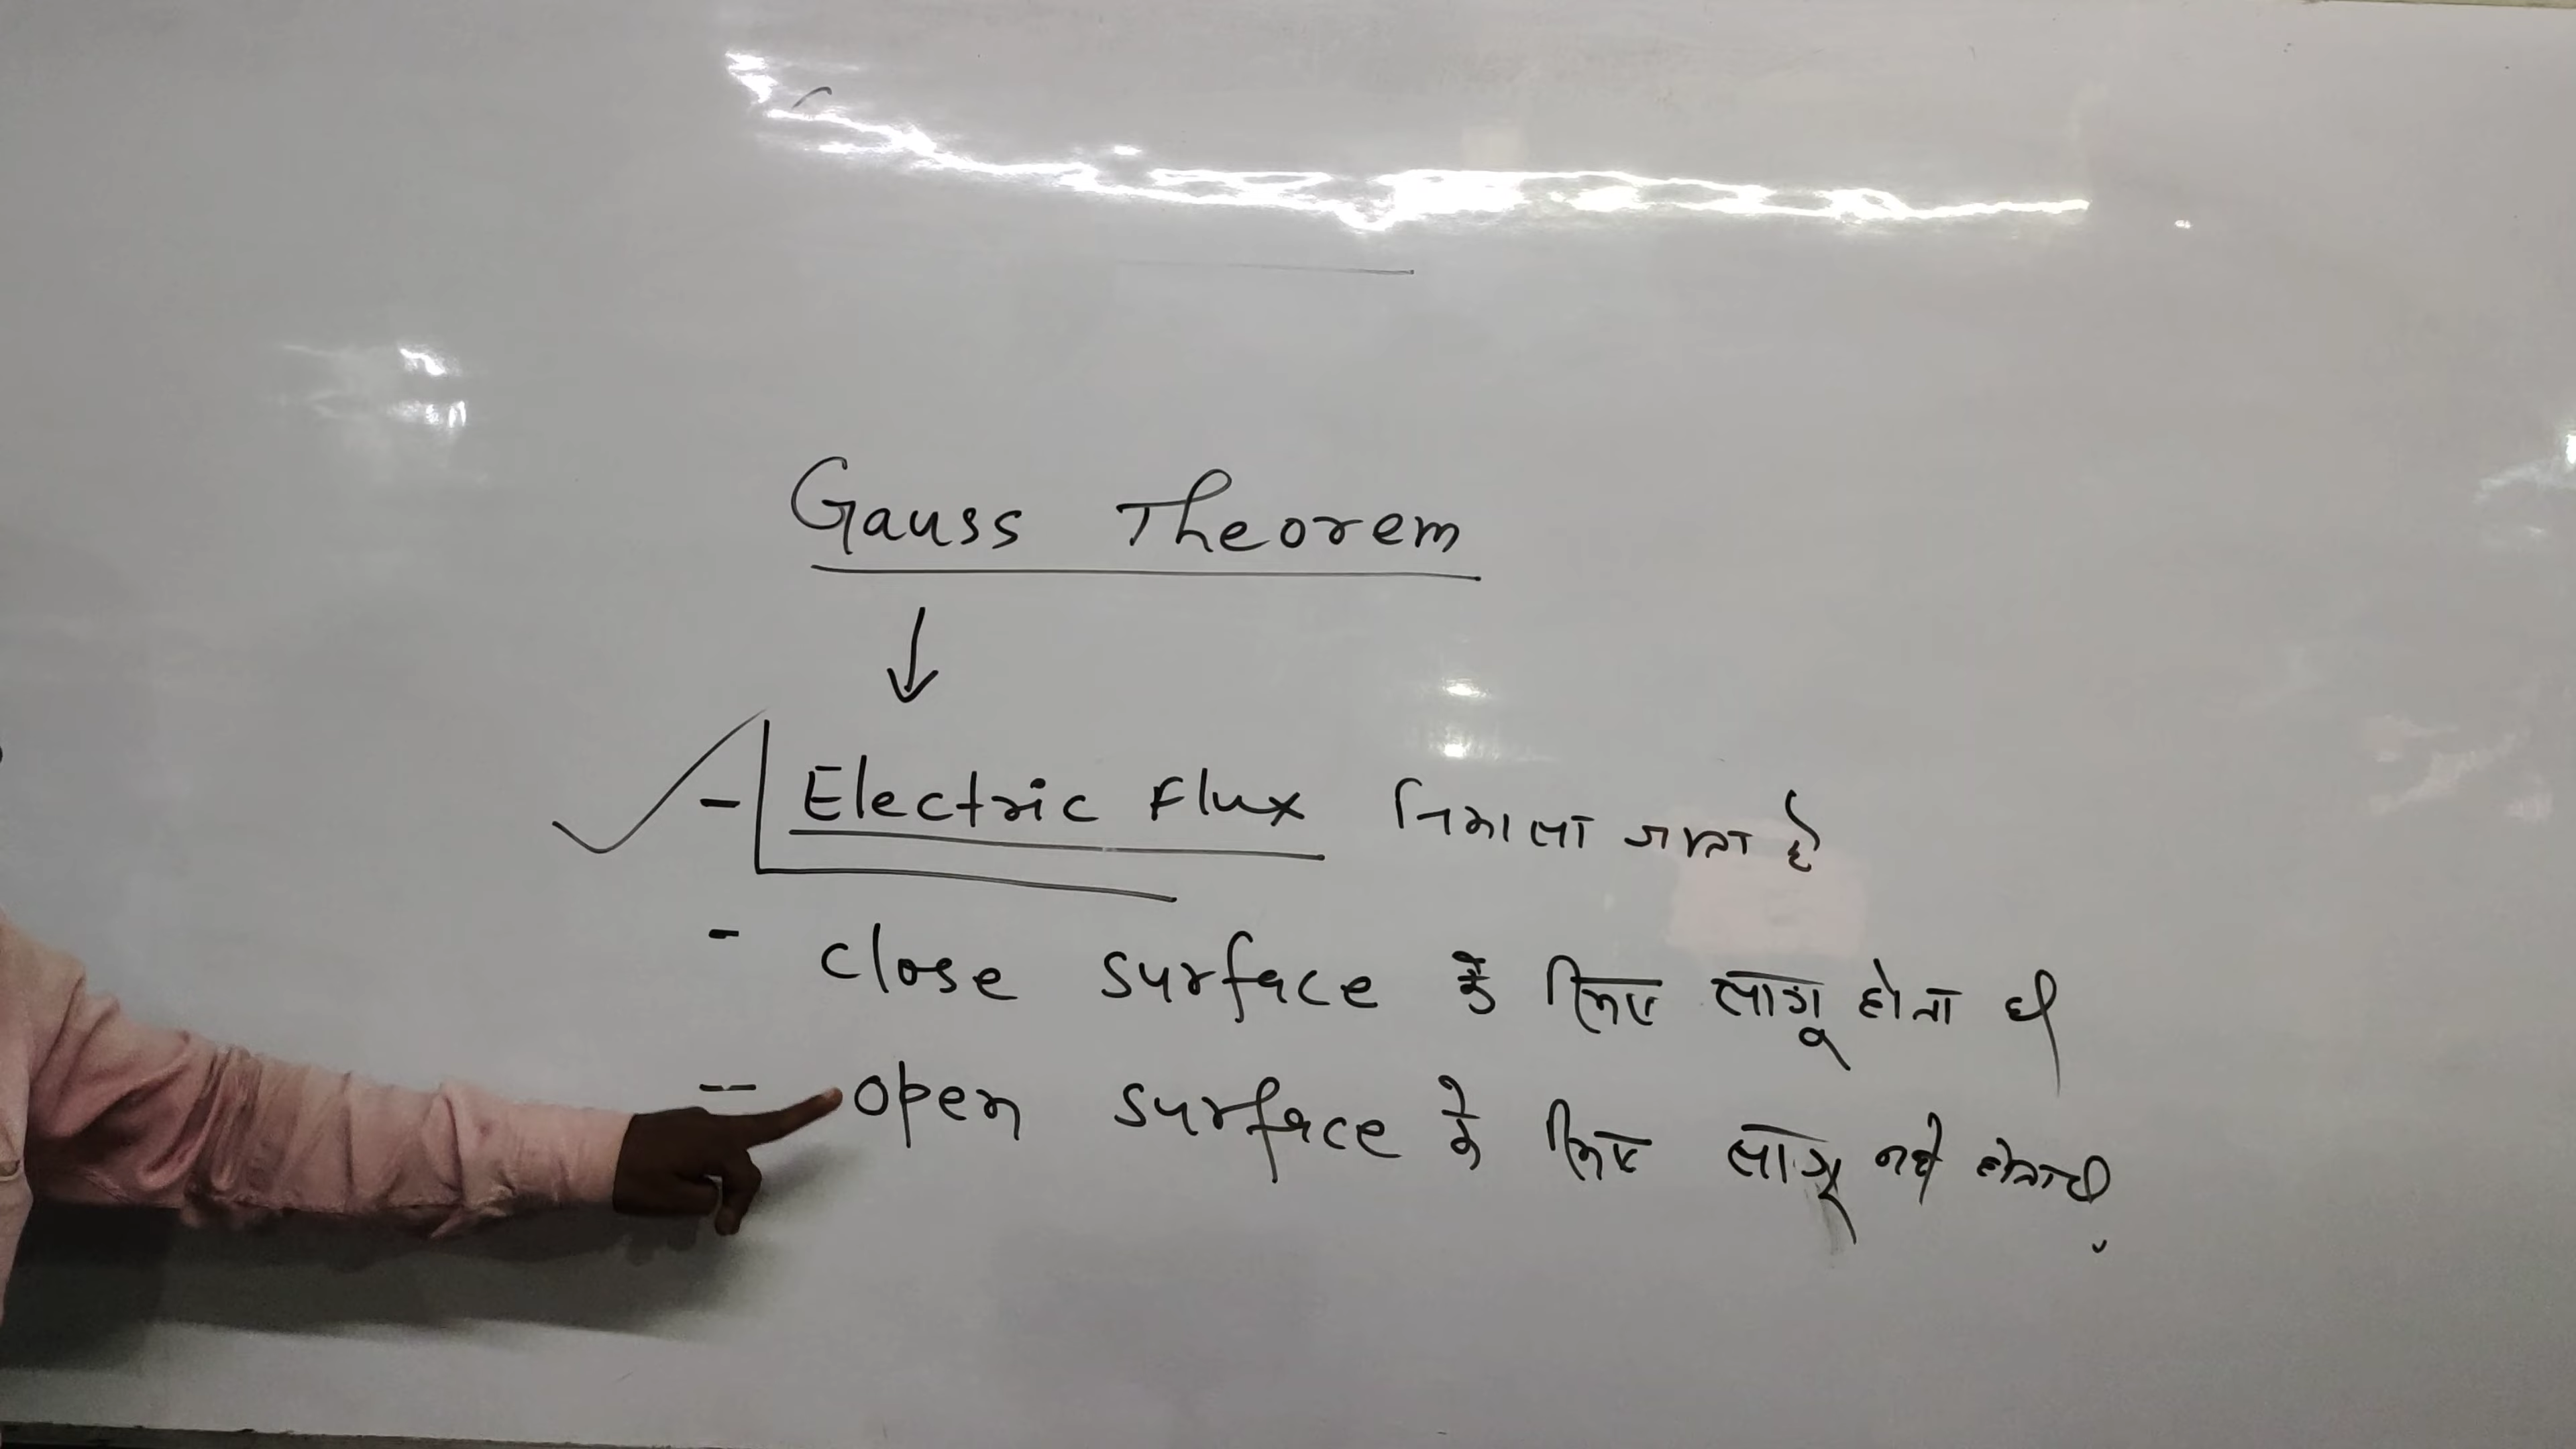 Gauss Theorem
- Electric Flux निकाला जाता है
- close surface के लिए लागू होता है
- open surface के लिए लागू नही होता है